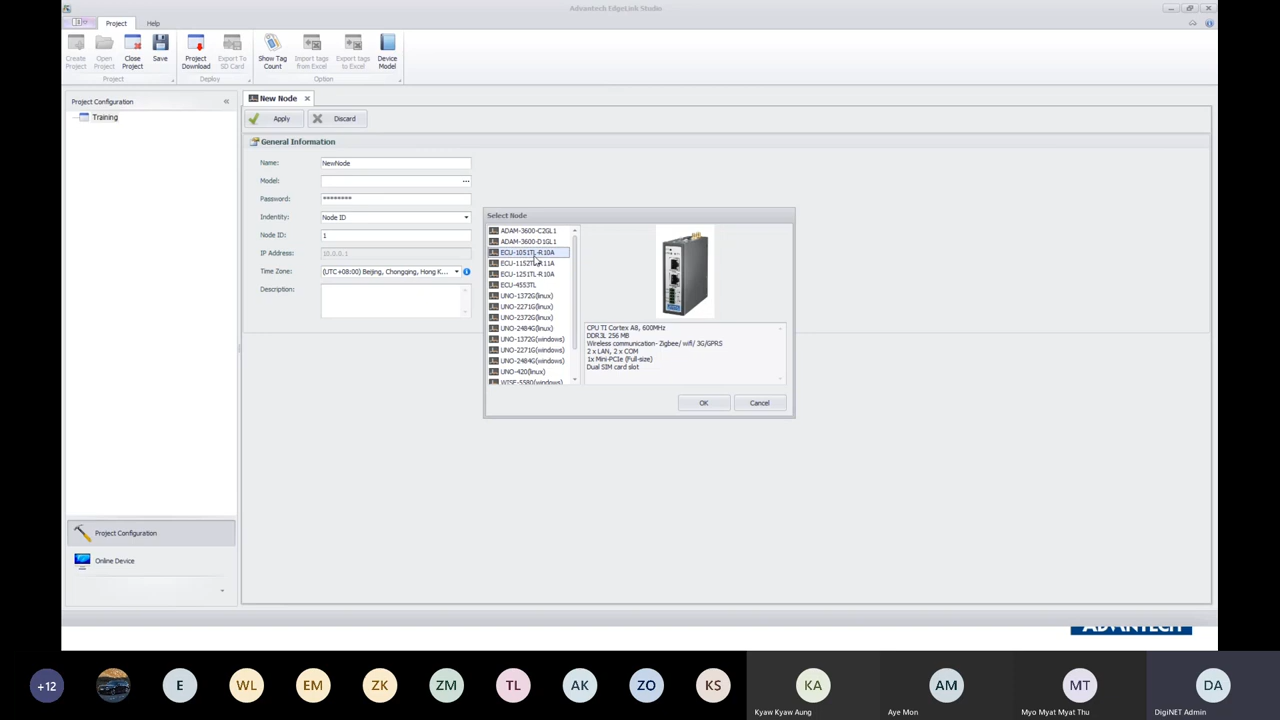 Advantech EdgeLink Studio
Project
Help
Create Project
Open Project
Close Project
Save
Project Download
Export To SD Card
Show Tag Count
Import tags from Excel
Export tags to Excel
Device Model
Project
Deploy
Option
Project Configuration
Training
New Node
Apply
Discard
General Information
Name: NewNode
Model:
Password: ********
Indentity: Node ID
Node ID: 1
IP Address: 10.0.0.1
Time Zone: (UTC+08:00) Beijing, Chongqing, Hong K...
Description:
Select Node
ADAM-3600-C2GL1
ADAM-3600-D1GL1
ECU-1051TL-R10A
ECU-1152TL-R11A
ECU-1251TL-R10A
ECU-4553TL
UNO-1372G(linux)
UNO-2271G(linux)
UNO-2372G(linux)
UNO-2484G(linux)
UNO-1372G(windows)
UNO-2271G(windows)
UNO-2484G(windows)
UNO-420(linux)
WISE-5580(windows)
CPU TI Cortex A8, 600MHz
DDR3L 256 MB
Wireless communication- Zigbee/ wifi/ 3G/GPRS
2 x LAN, 2 x COM
1x Mini-PCIe (Full-size)
Dual SIM card slot
OK
Cancel
Project Configuration
Online Device
ADVANTECH
+12
E
WL
EM
ZK
ZM
TL
AK
ZO
KS
KA
AM
MT
DA
Kyaw Kyaw Aung
Aye Mon
Myo Myat Myat Thu
DigiNET Admin